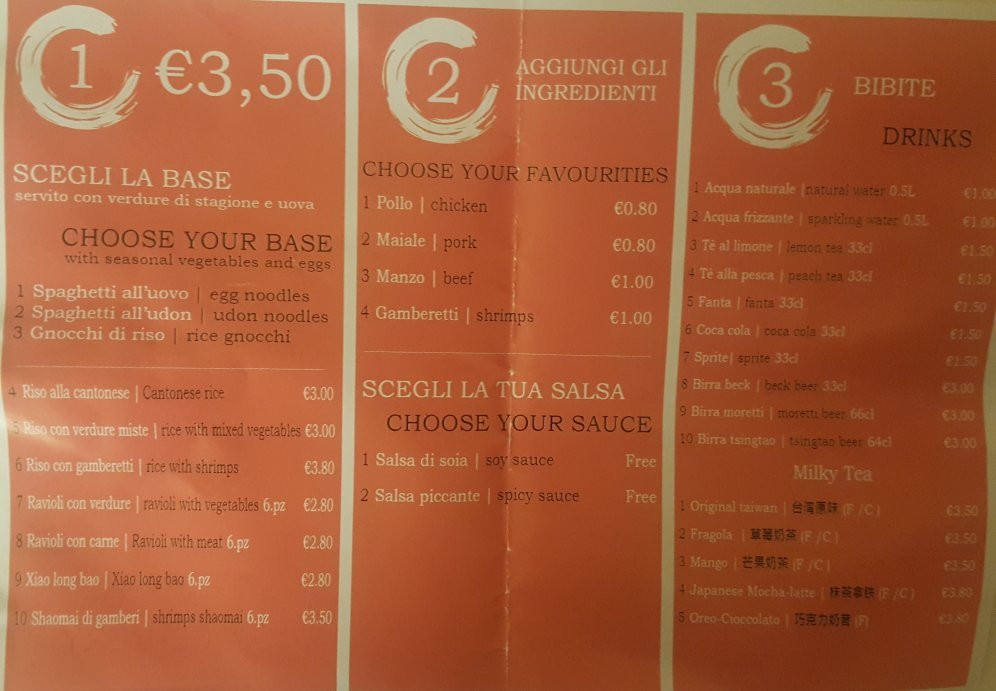 1 €3,50
SCEGLI LA BASE
servito con verdure di stagione e uova
CHOOSE YOUR BASE
with seasonal vegetables and eggs
1 Spaghetti all'uovo | egg noodles
2 Spaghetti all'udon | udon noodles
3 Gnocchi di riso | rice gnocchi
4 Riso alla cantonese | Cantonese rice €3.00
5 Riso con verdure miste | rice with mixed vegetables €3.00
6 Riso con gamberetti | rice with shrimps €3.80
7 Ravioli con verdure | ravioli with vegetables 6.pz €2.80
8 Ravioli con carne | Ravioli with meat 6.pz €2.80
9 Xiao long bao | Xiao long bao 6.pz €2.80
10 Shaomai di gamberi | shrimps shaomai 6.pz €3.50
2 AGGIUNGI GLI
INGREDIENTI
CHOOSE YOUR FAVOURITIES
1 Pollo | chicken €0.80
2 Maiale | pork €0.80
3 Manzo | beef €1.00
4 Gamberetti | shrimps €1.00
SCEGLI LA TUA SALSA
CHOOSE YOUR SAUCE
1 Salsa di soia | soy sauce Free
2 Salsa piccante | spicy sauce Free
3 BIBITE
DRINKS
1 Acqua naturale | natural water 0.5L €1.00
2 Acqua frizzante | sparkling water 0.5L €1.00
3 Tè al limone | lemon tea 33cl €1.50
4 Tè alla pesca | peach tea 33cl €1.50
5 Fanta | fanta 33cl €1.50
6 Coca cola | coca cola 33cl €1.50
7 Sprite | sprite 33cl €1.50
8 Birra beck | beck beer 33cl €3.00
9 Birra moretti | moretti beer 66cl €3.00
10 Birra tsingtao | tsingtao beer 64cl €3.00
Milky Tea
1 Original taiwan | 台湾原味 (F / C ) €3.50
2 Fragola | 草莓奶茶 (F / C ) €3.50
3 Mango | 芒果奶茶 (F / C ) €3.50
4 Japanese Mocha-latte | 抹茶拿铁 (F / C ) €3.80
5 Oreo-Cioccolato | 巧克力奶昔 (F) €3.80